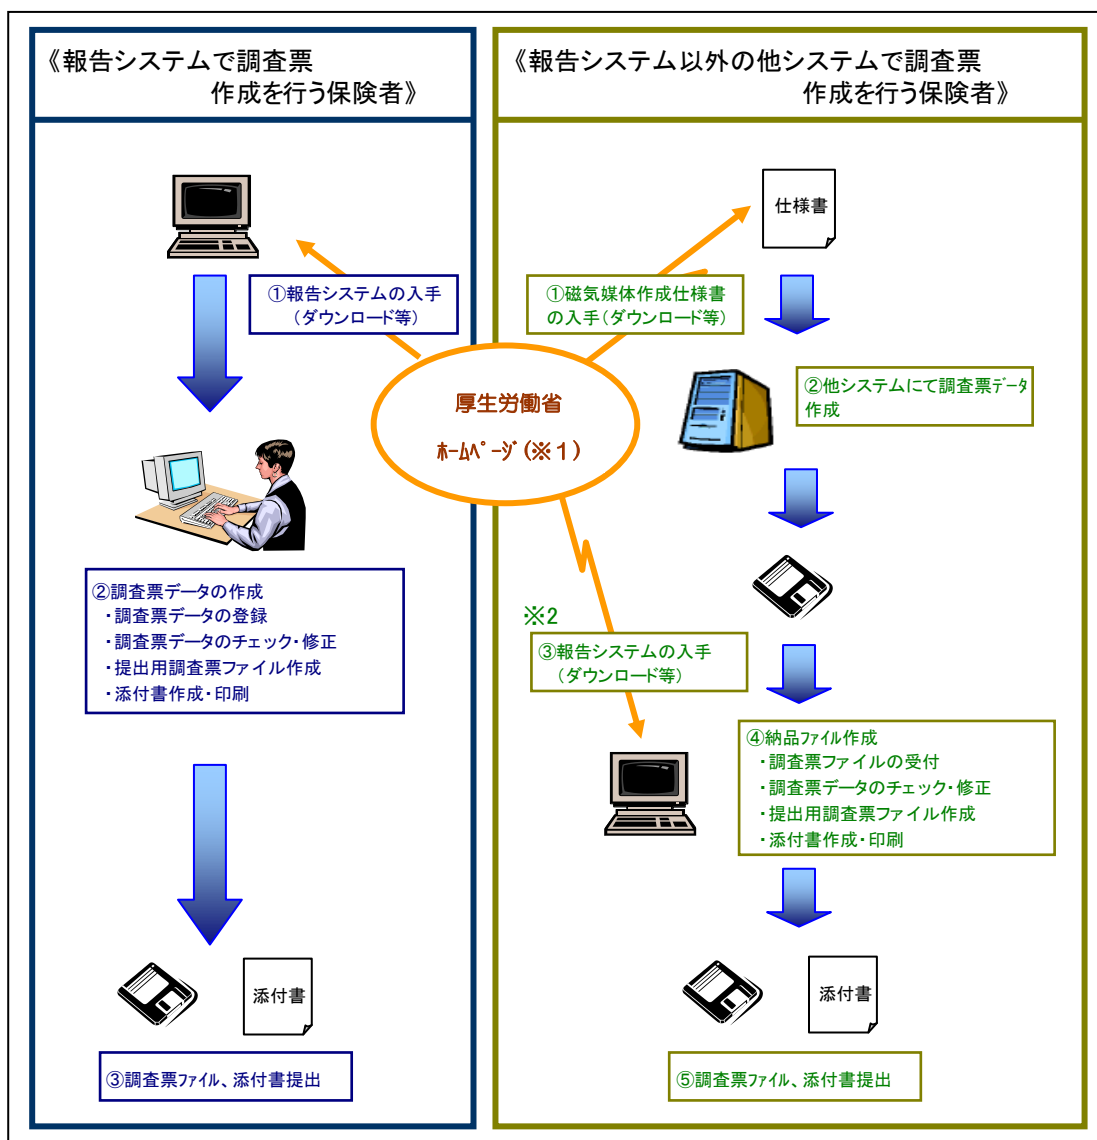 《報告システムで調査票
作成を行う保険者》
①報告システムの入手
(ダウンロード等)
②調査票データの作成
・調査票データの登録
・調査票データのチェック・修正
・提出用調査票ファイル作成
・添付書作成・印刷
添付書
③調査票ファイル、添付書提出
厚生労働省
ﾎｰﾑﾍﾟｰｼﾞ(※1)
《報告システム以外の他システムで調査票
作成を行う保険者》
仕様書
①磁気媒体作成仕様書
の入手(ダウンロード等)
②他システムにて調査票ﾃﾞｰﾀ
作成
※2
③報告システムの入手
(ダウンロード等)
④納品ファイル作成
・調査票ファイルの受付
・調査票データのチェック・修正
・提出用調査票ファイル作成
・添付書作成・印刷
添付書
⑤調査票ファイル、添付書提出